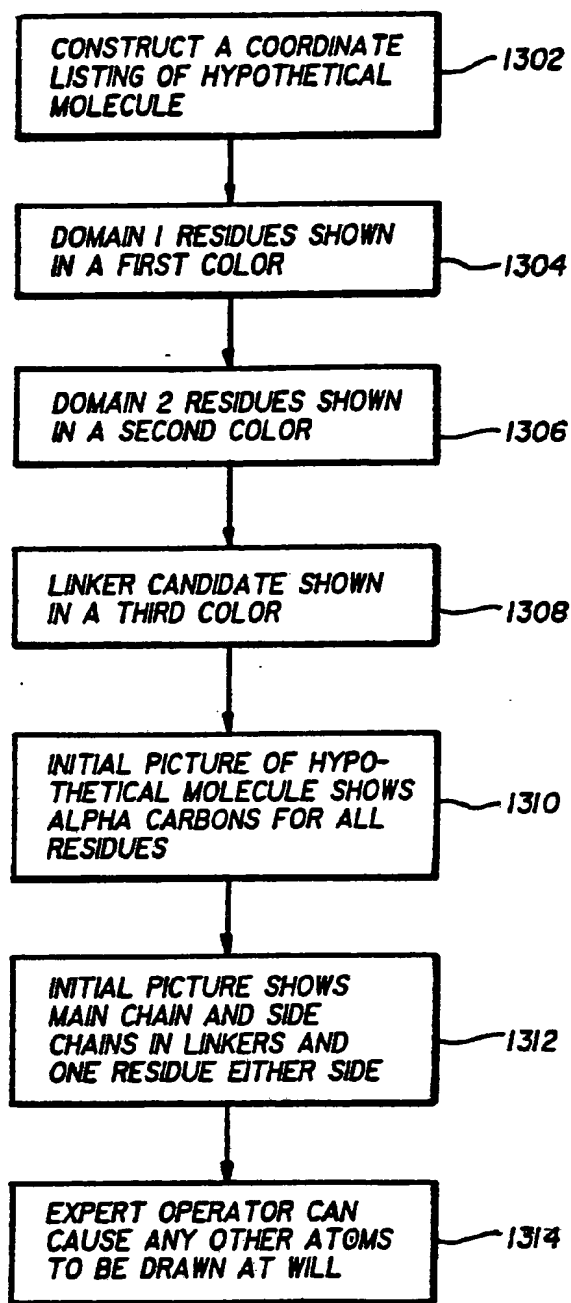 CONSTRUCT A COORDINATE
LISTING OF HYPOTHETICAL
MOLECULE
1302
DOMAIN 1 RESIDUES SHOWN
IN A FIRST COLOR
1304
DOMAIN 2 RESIDUES SHOWN
IN A SECOND COLOR
1306
LINKER CANDIDATE SHOWN
IN A THIRD COLOR
1308
INITIAL PICTURE OF HYPO-
THETICAL MOLECULE SHOWS
ALPHA CARBONS FOR ALL
RESIDUES
1310
INITIAL PICTURE SHOWS
MAIN CHAIN AND SIDE
CHAINS IN LINKERS AND
ONE RESIDUE EITHER SIDE
1312
EXPERT OPERATOR CAN
CAUSE ANY OTHER ATOMS
TO BE DRAWN AT WILL
1314